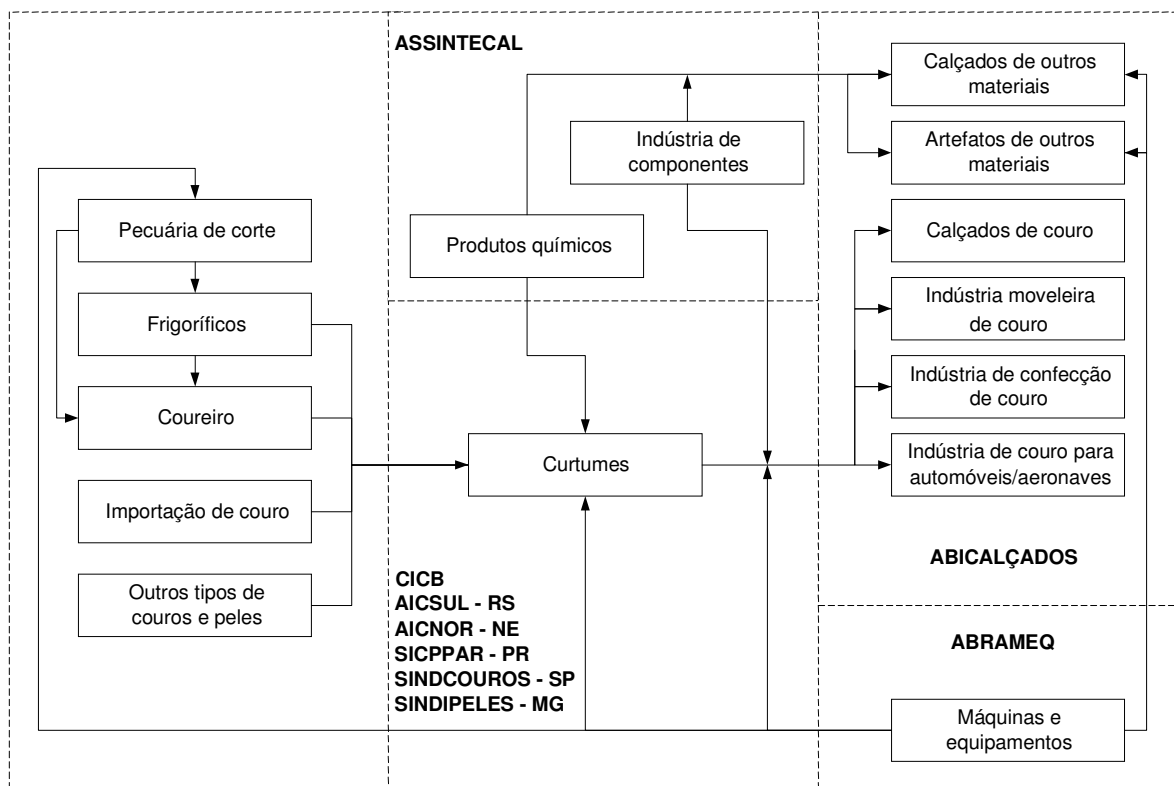 ASSINTECAL
Calçados de outros
materiais
Indústria de
componentes
Artefatos de outros
materiais
Pecuária de corte
Produtos químicos
Calçados de couro
Frigoríficos
Indústria moveleira
de couro
Coureiro
Indústria de confecção
de couro
Curtumes
Indústria de couro para
automóveis/aeronaves
Importação de couro
Outros tipos de
couros e peles
ABICALÇADOS
CICB
AICSUL - RS
AICNOR - NE
SICPPAR - PR
SINDCOUROS - SP
SINDIPELES - MG
ABRAMEQ
Máquinas e
equipamentos